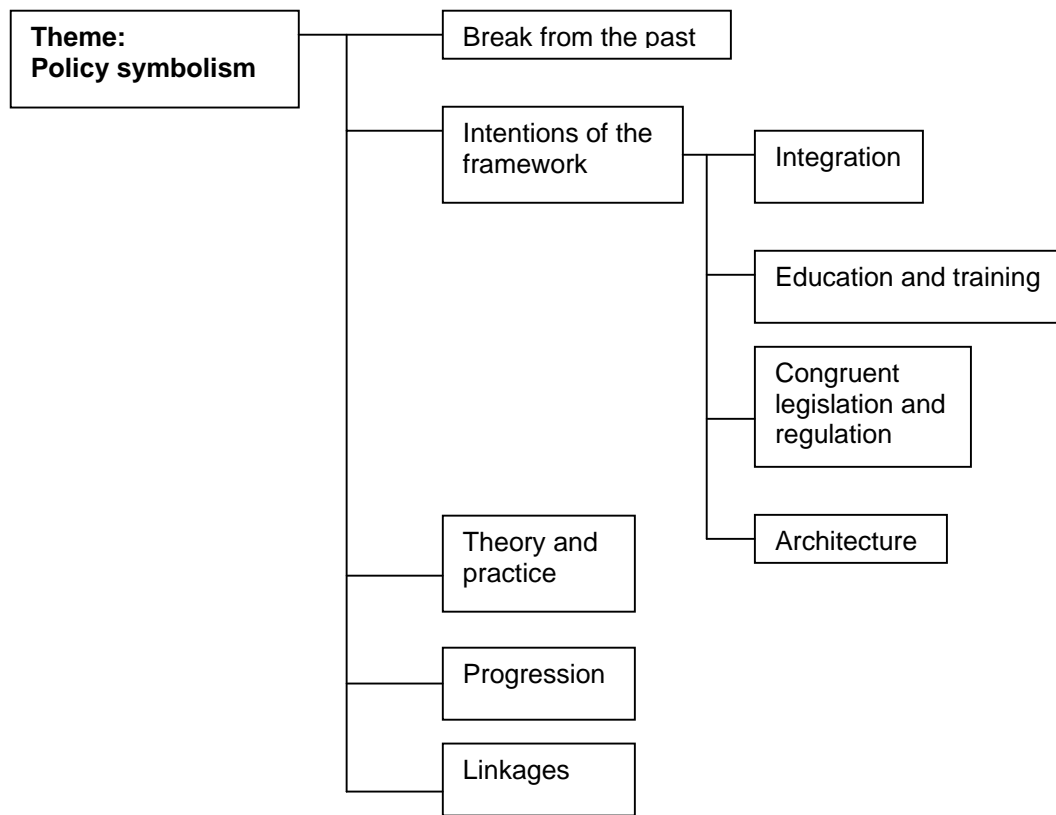 Theme:
Policy symbolism
Break from the past
Intentions of the
framework
Integration
Education and training
Congruent
legislation and
regulation
Architecture
Theory and
practice
Progression
Linkages